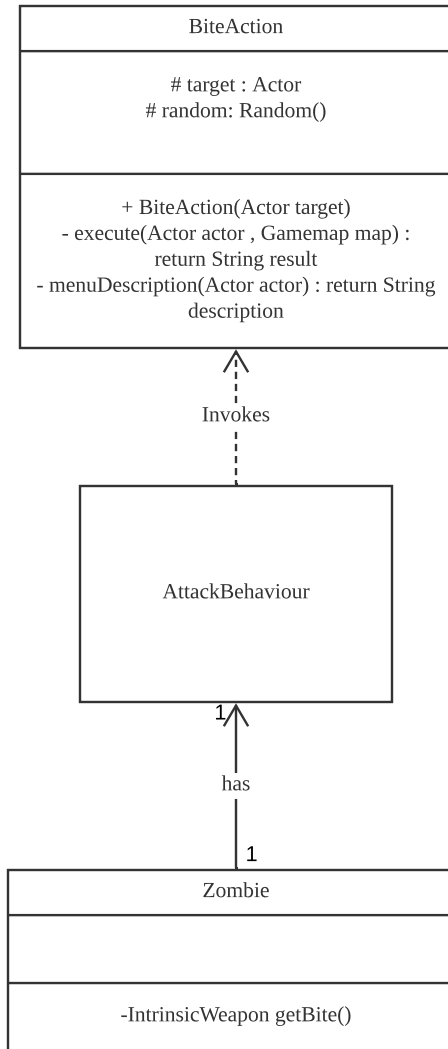 BiteAction
# target : Actor
# random: Random()
+ BiteAction(Actor target)
- execute(Actor actor , Gamemap map) :
return String result
- menuDescription(Actor actor) : return String
description
Invokes
AttackBehaviour
1
has
1
Zombie
-IntrinsicWeapon getBite()